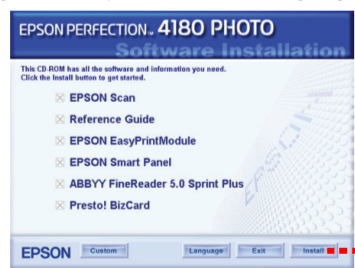 EPSON PERFECTION™ 4180 PHOTO
Software Installation
This CD-ROM has all the software and information you need.
Click the Install button to get started.
EPSON Scan
Reference Guide
EPSON EasyPrintModule
EPSON Smart Panel
ABBYY FineReader 5.0 Sprint Plus
Presto! BizCard
EPSON
EPSON Custom Language Exit Install